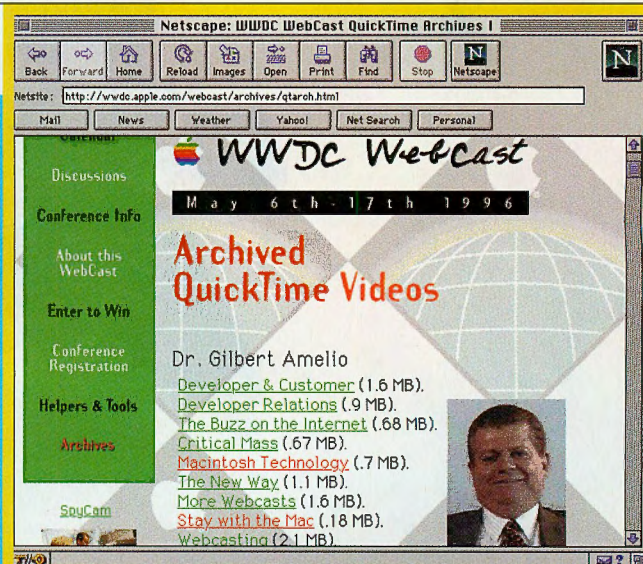 Netscape: WWDC WebCast QuickTime Archives 1
Back Forward Home Reload Images Open Print Find Stop Netscape
N
Netsite: http://wwdc.apple.com/webcast/archives/qtarch.html
Mail News Weather Yahoo! Net Search Personal
Calendar
Discussions
Conference Info
About this
WebCast
Enter to Win
Conference
Registration
Helpers & Tools
Archives
SpyCam
WWDC WebCast
May 6th-17th 1996
Archived
QuickTime Videos
Dr. Gilbert Amelio
Developer & Customer (1.6 MB).
Developer Relations (.9 MB).
The Buzz on the Internet (.68 MB).
Critical Mass (.67 MB).
Macintosh Technology (.7 MB).
The New Way (1.1 MB).
More Webcasts (1.6 MB).
Stay with the Mac (.18 MB).
Webcasting (2.1 MB).